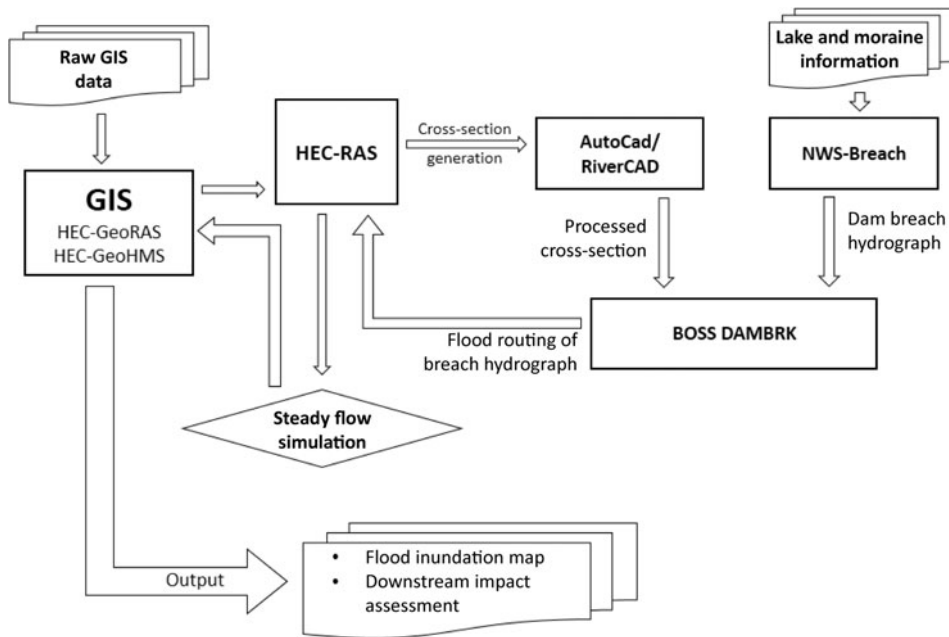 Raw GIS
data
Lake and moraine
information
HEC-RAS
Cross-section
generation
AutoCad/
RiverCAD
NWS-Breach
GIS
HEC-GeoRAS
HEC-GeoHMS
Processed
cross-section
Dam breach
hydrograph
BOSS DAMBRK
Flood routing of
breach hydrograph
Steady flow
simulation
Output
• Flood inundation map
• Downstream impact
assessment